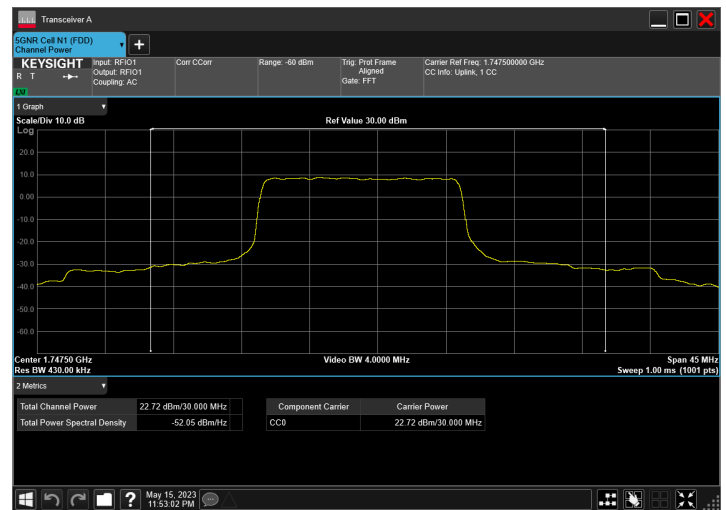 Transceiver A
5GNR Cell N1 (FDD)
Channel Power
KEYSIGHT
R T
LXI
Input: RFIO1
Output: RFIO1
Coupling: AC
Corr CCorr
Range: -60 dBm
Trig: Prot Frame
Aligned
Gate: FFT
Carrier Ref Freq: 1.747500000 GHz
CC Info: Uplink, 1 CC
1 Graph
Scale/Div 10.0 dB
Ref Value 30.00 dBm
Log
20.0
10.0
0.00
-10.0
-20.0
-30.0
-40.0
-50.0
-60.0
Center 1.74750 GHz
Video BW 4.0000 MHz
Span 45 MHz
Res BW 430.00 kHz
Sweep 1.00 ms (1001 pts)
2 Metrics
Total Channel Power 22.72 dBm/30.000 MHz
Total Power Spectral Density -52.05 dBm/Hz
Component Carrier Carrier Power
CC0 22.72 dBm/30.000 MHz
May 15, 2023
11:53:02 PM